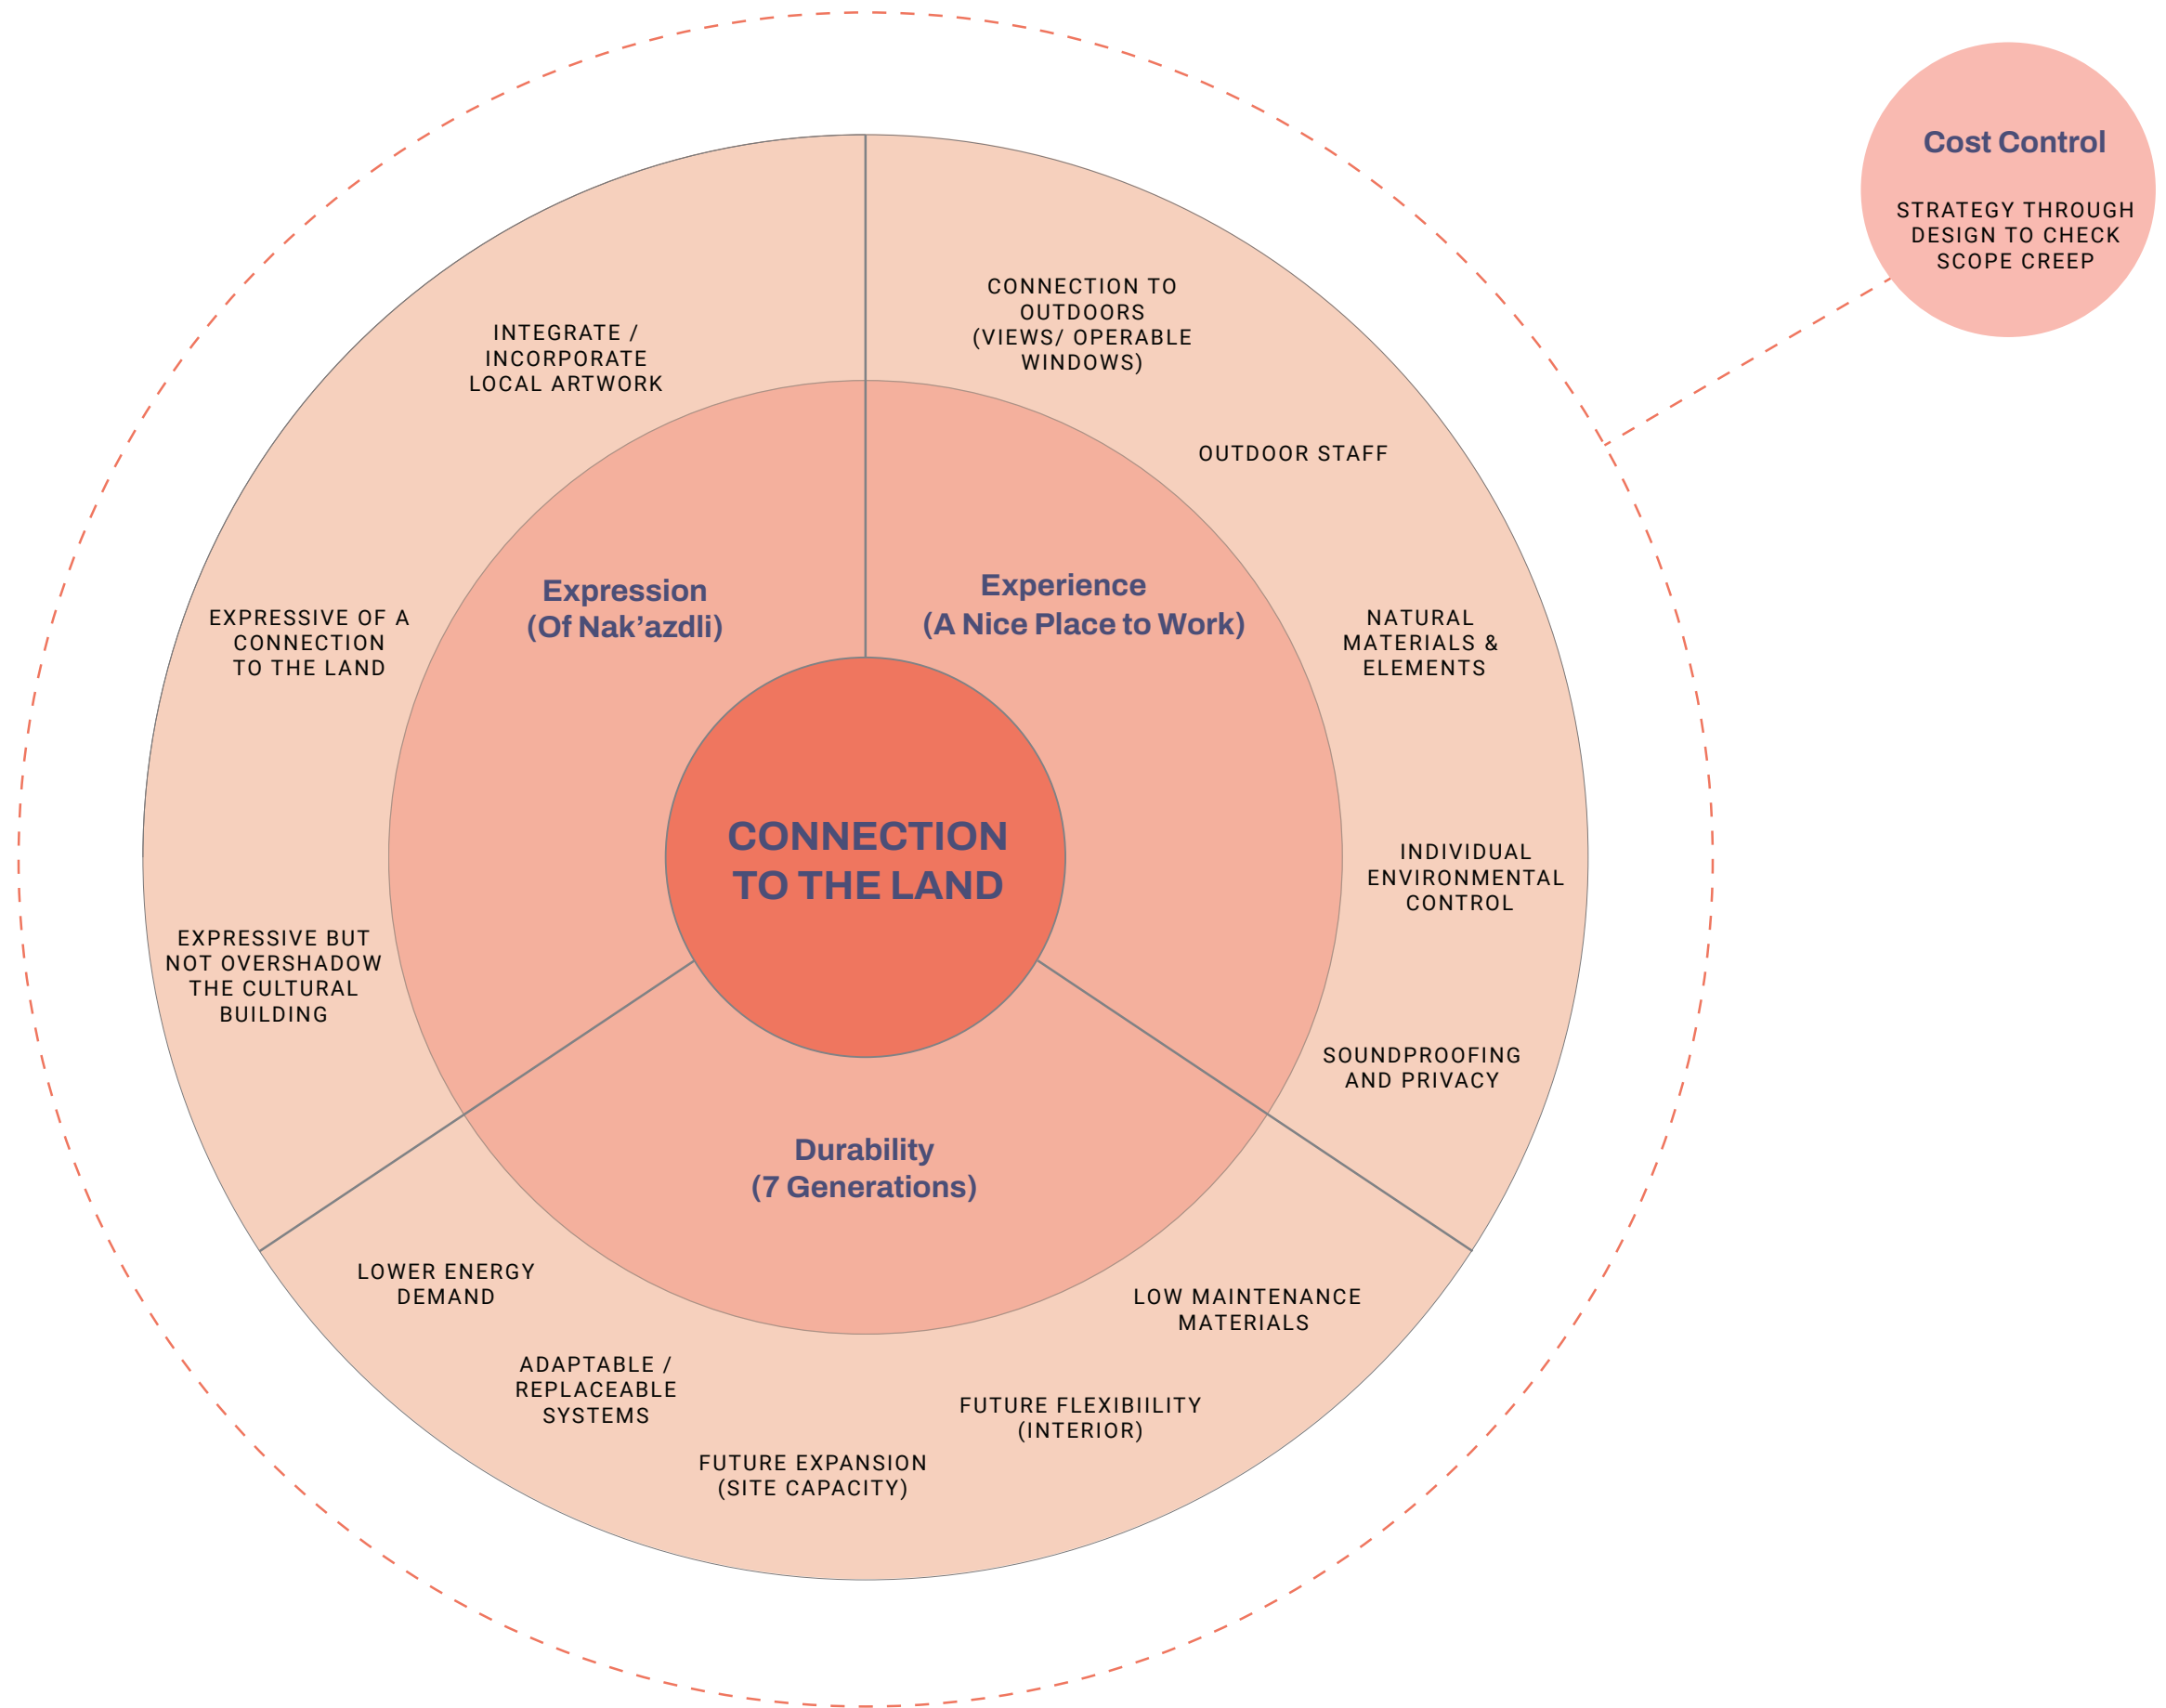 Cost Control
STRATEGY THROUGH
DESIGN TO CHECK
SCOPE CREEP
CONNECTION TO
OUTDOORS
(VIEWS/ OPERABLE
WINDOWS)
OUTDOOR STAFF
NATURAL
MATERIALS &
ELEMENTS
INDIVIDUAL
ENVIRONMENTAL
CONTROL
SOUNDPROOFING
AND PRIVACY
INTEGRATE /
INCORPORATE
LOCAL ARTWORK
EXPRESSIVE OF A
CONNECTION
TO THE LAND
EXPRESSIVE BUT
NOT OVERSHADOW
THE CULTURAL
BUILDING
Expression
(Of Nak’azdli)
Experience
(A Nice Place to Work)
CONNECTION
TO THE LAND
Durability
(7 Generations)
LOWER ENERGY
DEMAND
ADAPTABLE /
REPLACEABLE
SYSTEMS
FUTURE EXPANSION
(SITE CAPACITY)
FUTURE FLEXIBIILITY
(INTERIOR)
LOW MAINTENANCE
MATERIALS